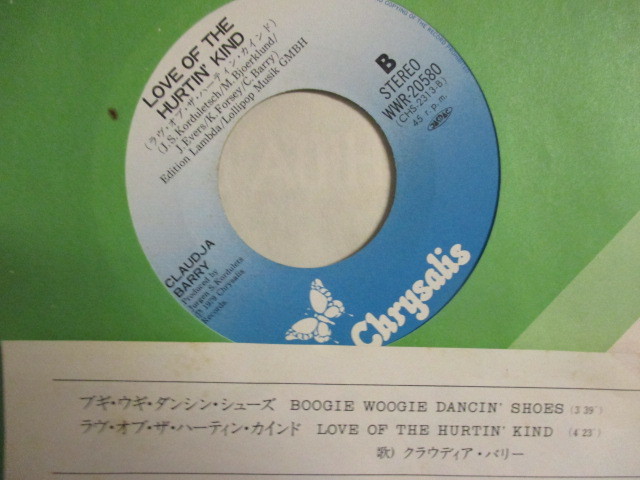 LOVE OF THE
HURTIN' KIND
(ラヴ・オブ・ザ・ハーティン・カインド)
(J.S.Korduletsch/M.Bjoerklund/
J.Evers/K.Forsey/C.Barry)
Edition Lambda/Lollipop Musik GMBH
B
STEREO
WWR-20580
(CHS-2313-B)
45 r.p.m.
CLAUDJA
BARRY
Produced by
Jurgen S. Korduletsch
℗ 1979 Chrysalis
Records
Chrysalis
ブギ・ウギ・ダンシン・シューズ BOOGIE WOOGIE DANCIN' SHOES (3'39")
ラヴ・オブ・ザ・ハーティン・カインド LOVE OF THE HURTIN' KIND (4'23")
歌) クラウディア・バリー